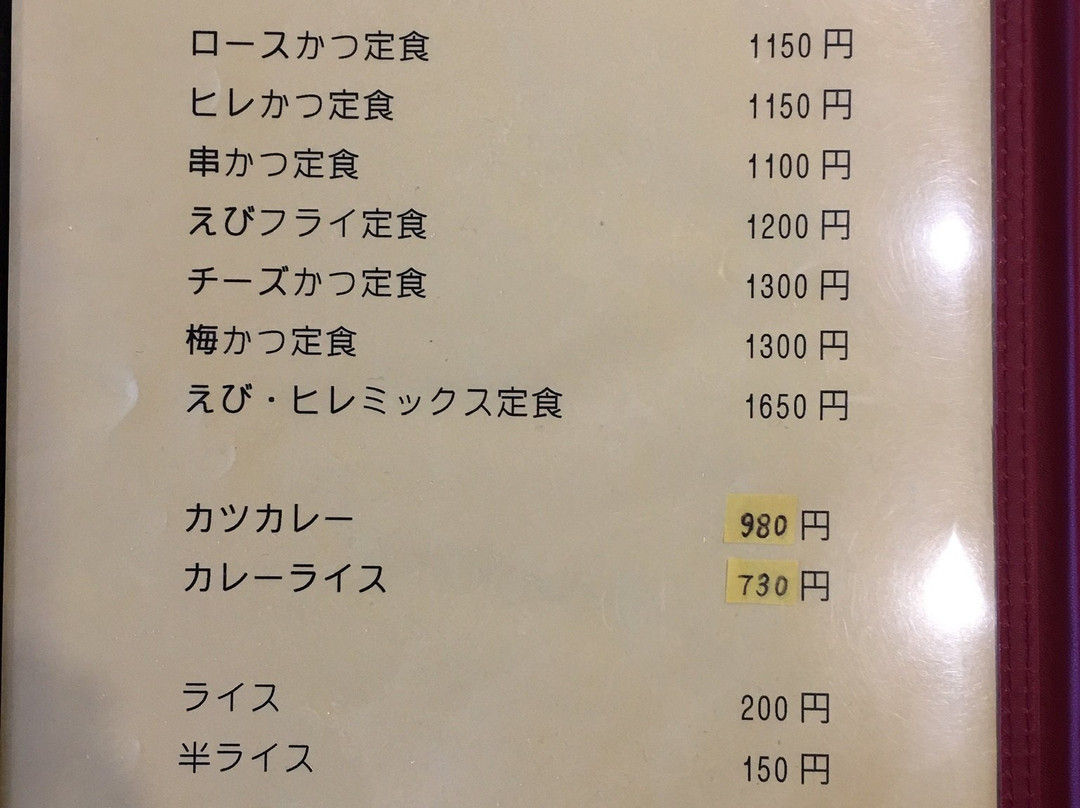 ロースかつ定食 1150円
ヒレかつ定食 1150円
串かつ定食 1100円
えびフライ定食 1200円
チーズかつ定食 1300円
梅かつ定食 1300円
えび・ヒレミックス定食 1650円
カツカレー 980円
カレーライス 730円
ライス 200円
半ライス 150円